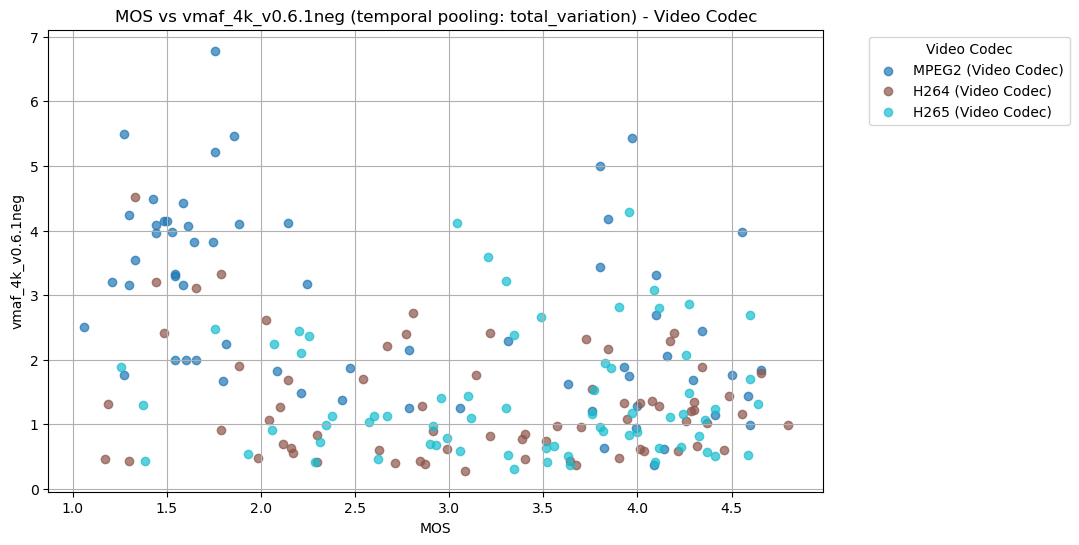 MOS vs vmaf_4k_v0.6.1neg (temporal pooling: total_variation) - Video Codec
Video Codec
MPEG2 (Video Codec)
H264 (Video Codec)
H265 (Video Codec)
vmaf_4k_v0.6.1neg
7
6
5
4
3
2
1
0
1.0 1.5 2.0 2.5 3.0 3.5 4.0 4.5
MOS